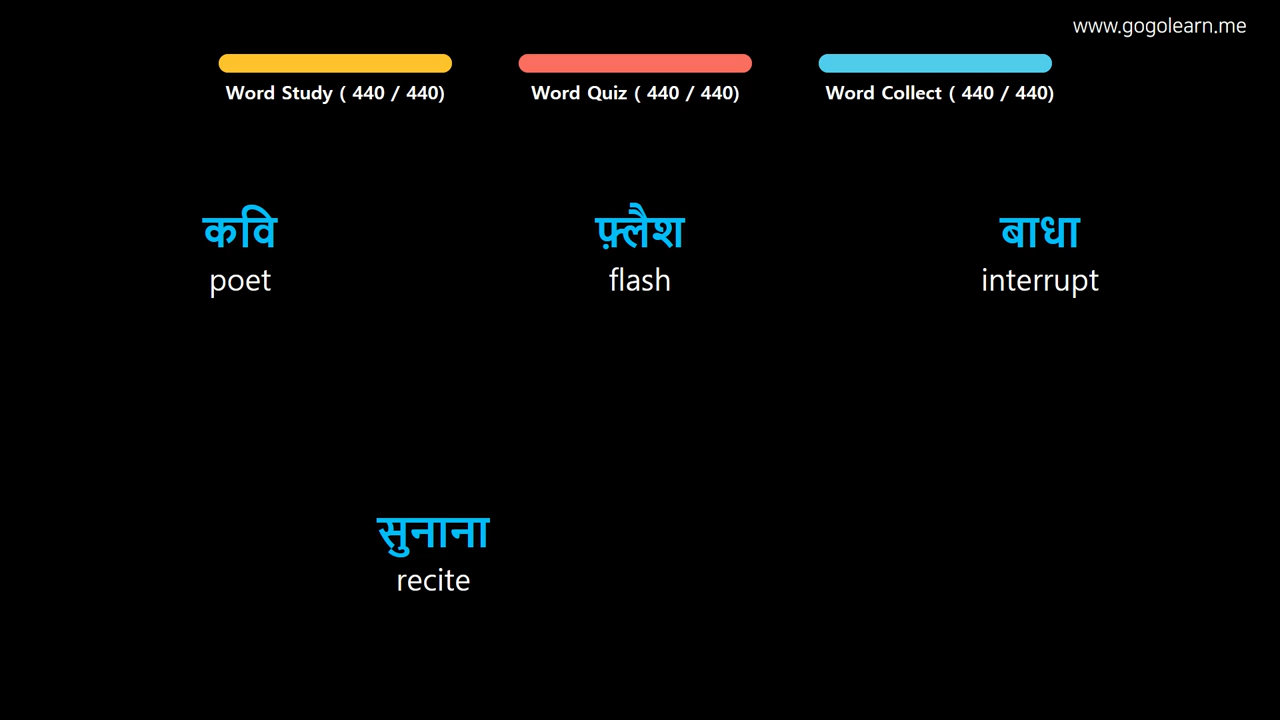 www.gogolearn.me
Word Study ( 440 / 440)
Word Quiz ( 440 / 440)
Word Collect ( 440 / 440)
कवि
poet
फ़्लैश
flash
बाधा
interrupt
सुनाना
recite